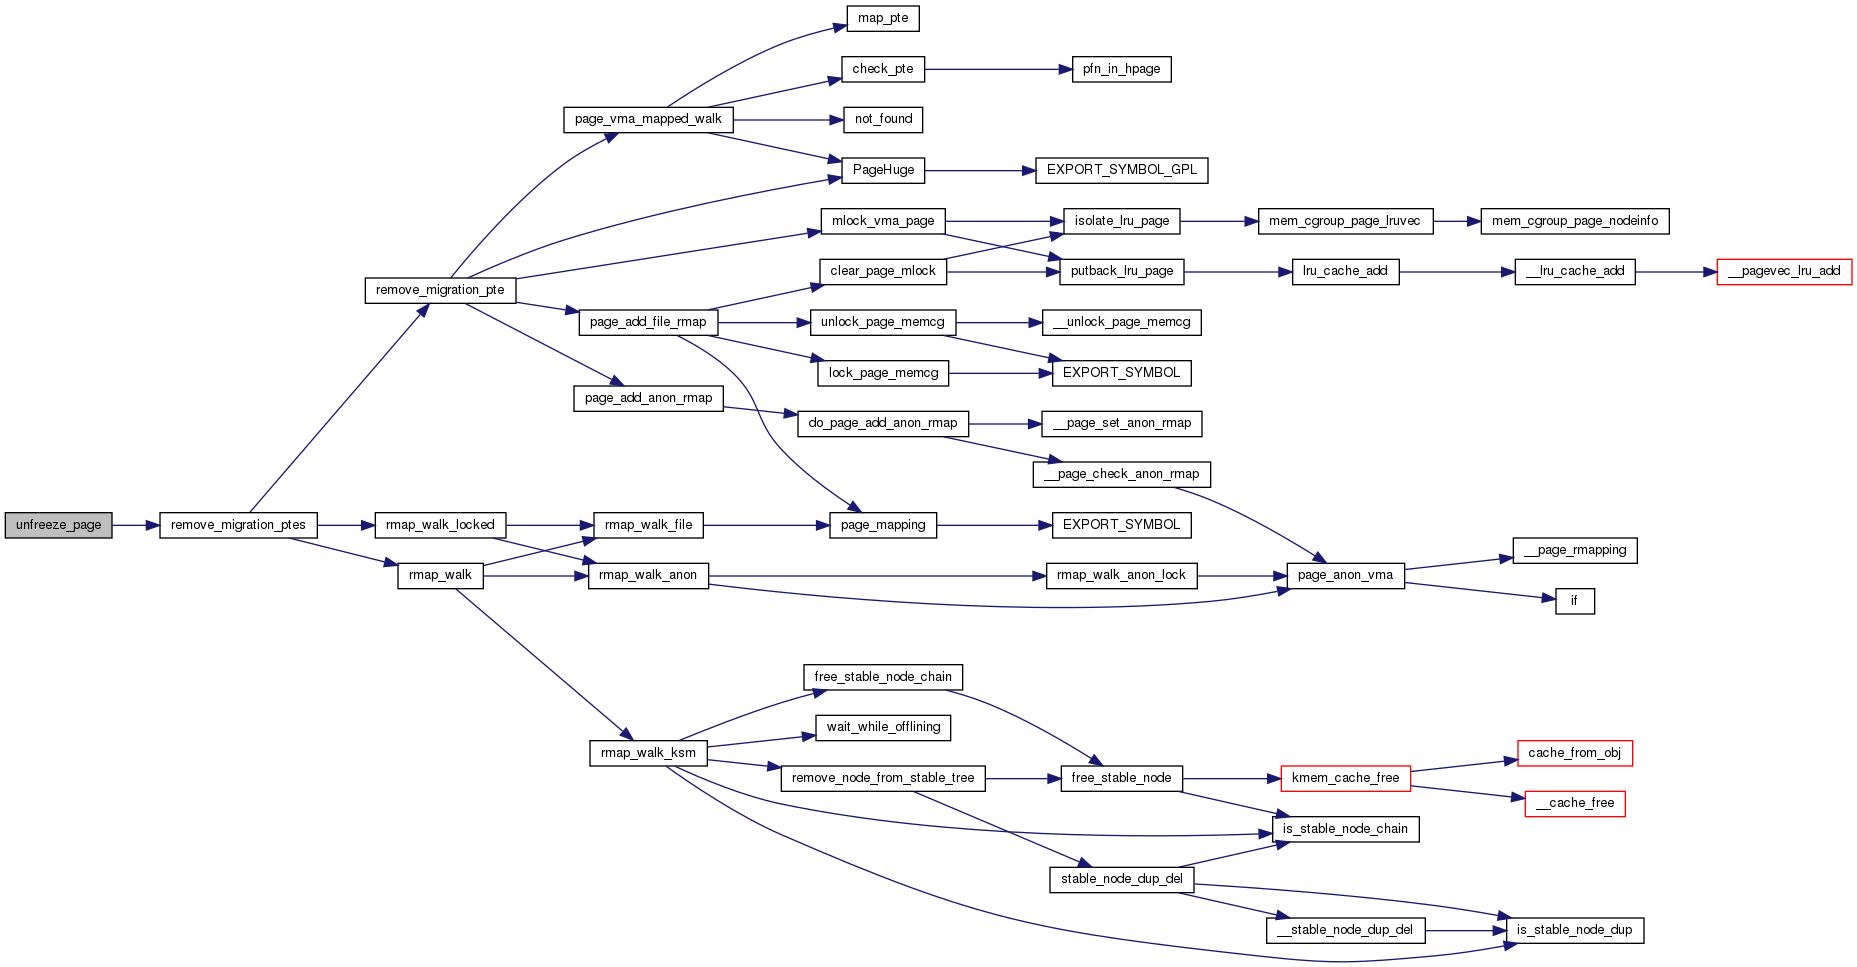 map_pte
check_pte
pfn_in_hpage
page_vma_mapped_walk
not_found
PageHuge
EXPORT_SYMBOL_GPL
mlock_vma_page
isolate_lru_page
mem_cgroup_page_lruvec
mem_cgroup_page_nodeinfo
clear_page_mlock
putback_lru_page
lru_cache_add
__lru_cache_add
__pagevec_lru_add
remove_migration_pte
page_add_file_rmap
unlock_page_memcg
__unlock_page_memcg
lock_page_memcg
EXPORT_SYMBOL
page_add_anon_rmap
do_page_add_anon_rmap
__page_set_anon_rmap
__page_check_anon_rmap
unfreeze_page
remove_migration_ptes
rmap_walk_locked
rmap_walk_file
page_mapping
EXPORT_SYMBOL
__page_rmapping
rmap_walk
rmap_walk_anon
rmap_walk_anon_lock
page_anon_vma
if
free_stable_node_chain
wait_while_offlining
rmap_walk_ksm
cache_from_obj
remove_node_from_stable_tree
free_stable_node
kmem_cache_free
__cache_free
is_stable_node_chain
stable_node_dup_del
__stable_node_dup_del
is_stable_node_dup